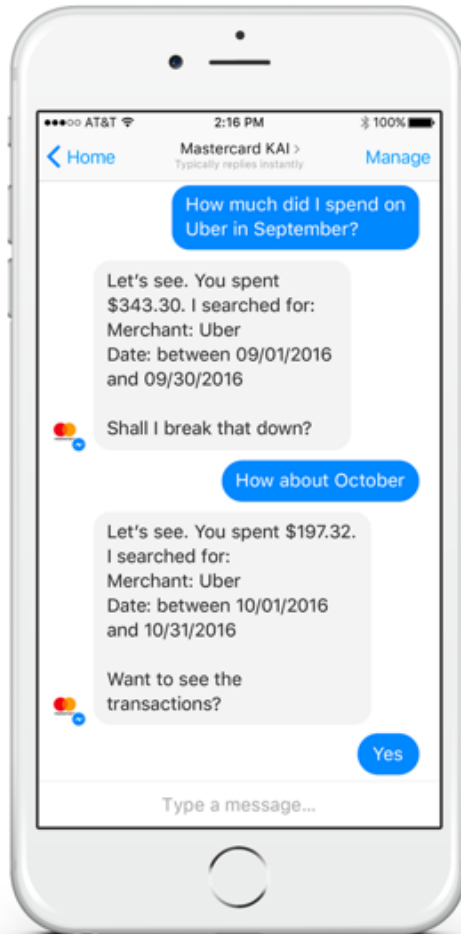 AT&T 2:16 PM 100%
Home Mastercard KAI > Manage
Typically replies instantly
How much did I spend on
Uber in September?
Let's see. You spent
$343.30. I searched for:
Merchant: Uber
Date: between 09/01/2016
and 09/30/2016
Shall I break that down?
How about October
Let's see. You spent $197.32.
I searched for:
Merchant: Uber
Date: between 10/01/2016
and 10/31/2016
Want to see the
transactions?
Yes
Type a message...